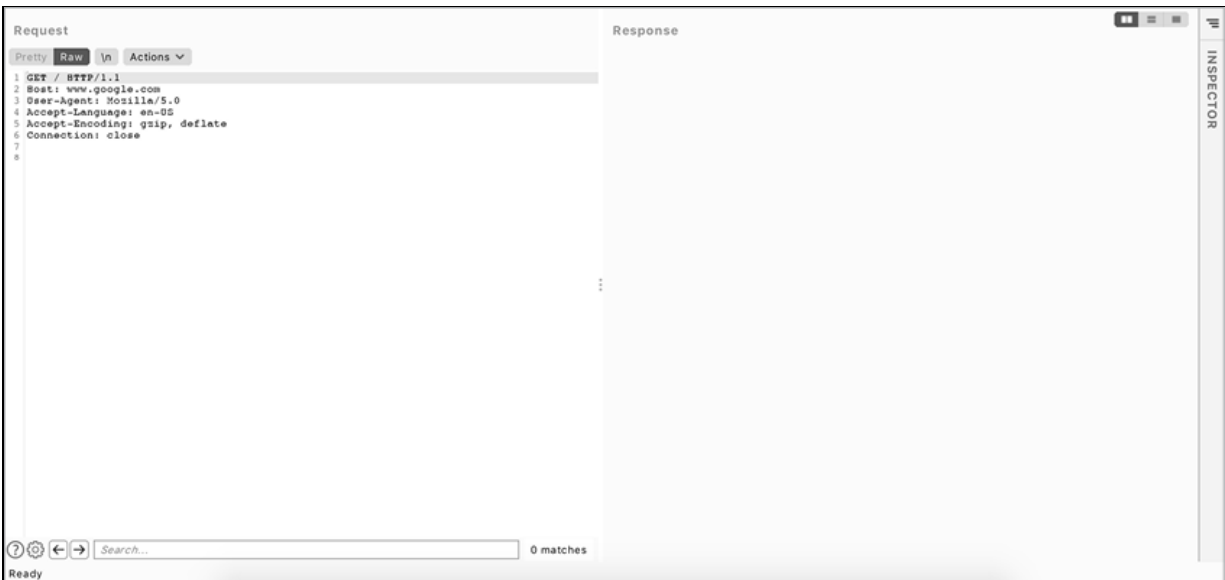 Request
Pretty Raw \n Actions
1 GET / HTTP/1.1
2 Host: www.google.com
3 User-Agent: Mozilla/5.0
4 Accept-Language: en-US
5 Accept-Encoding: gzip, deflate
6 Connection: close
7
8
? Search... 0 matches
Ready
Response
INSPECTOR